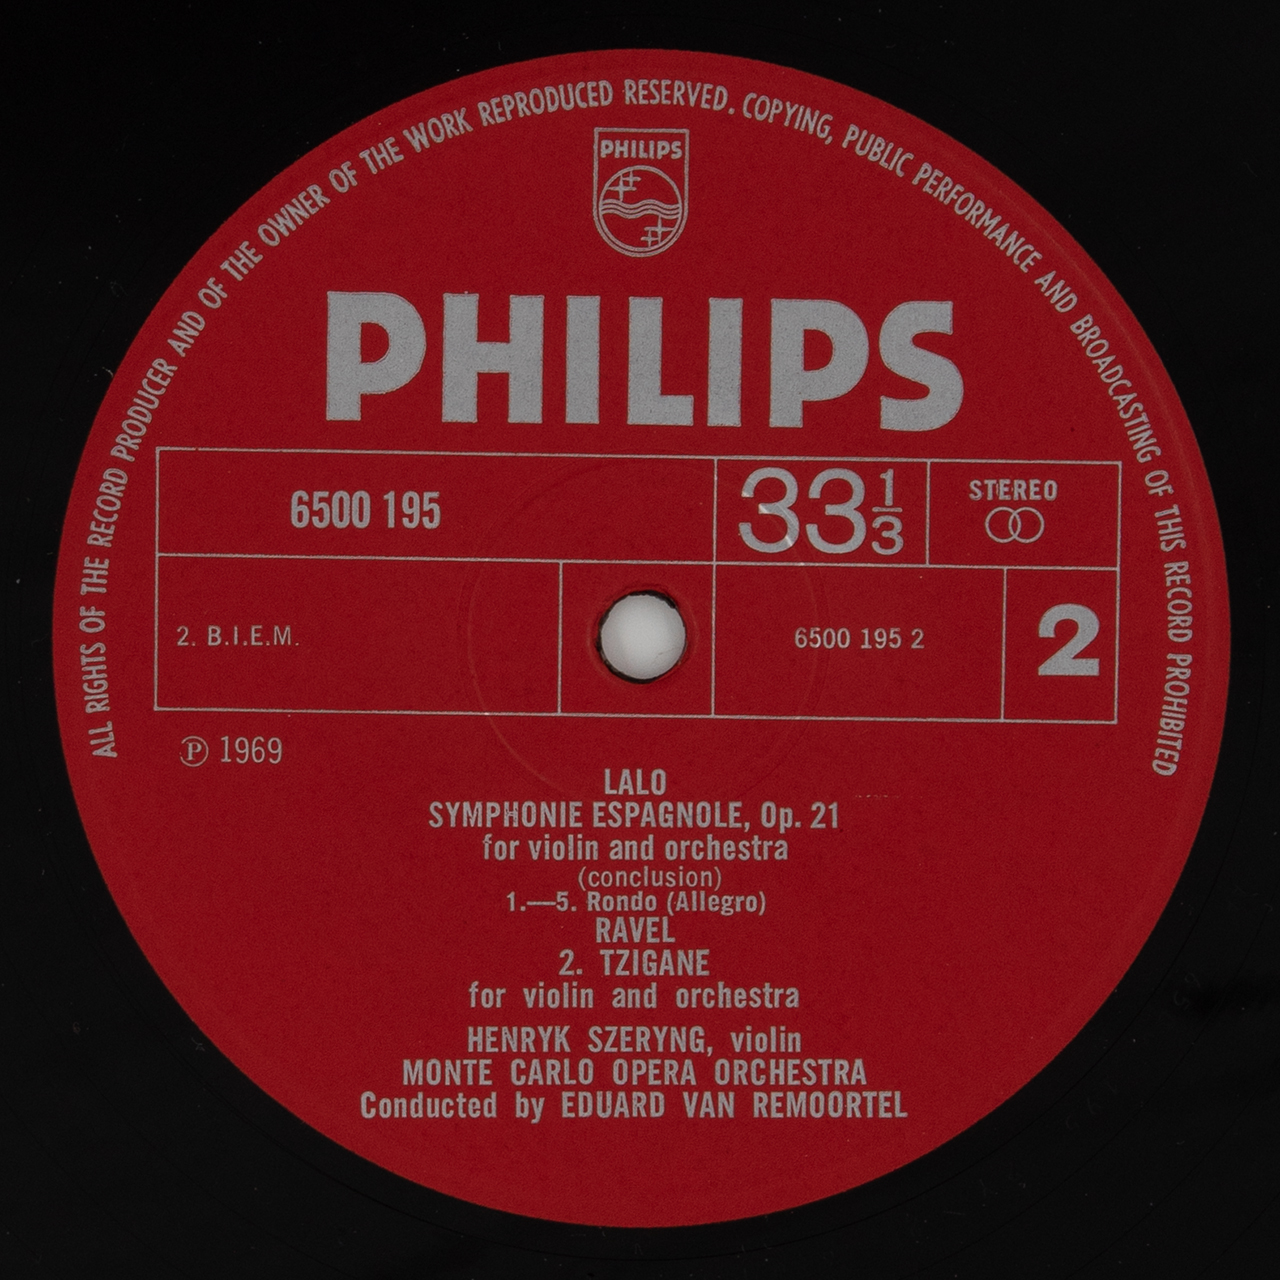 ALL RIGHTS OF THE RECORD PRODUCER AND OF THE OWNER OF THE WORK REPRODUCED RESERVED. COPYING, PUBLIC PERFORMANCE AND BROADCASTING OF THIS RECORD PROHIBITED
PHILIPS
PHILIPS
6500 195
33 1/3
STEREO
2. B.I.E.M.
6500 195 2
2
Ⓟ 1969
LALO
SYMPHONIE ESPAGNOLE, Op. 21
for violin and orchestra
(conclusion)
1.—5. Rondo (Allegro)
RAVEL
2. TZIGANE
for violin and orchestra
HENRYK SZERYNG, violin
MONTE CARLO OPERA ORCHESTRA
Conducted by EDUARD VAN REMOORTEL